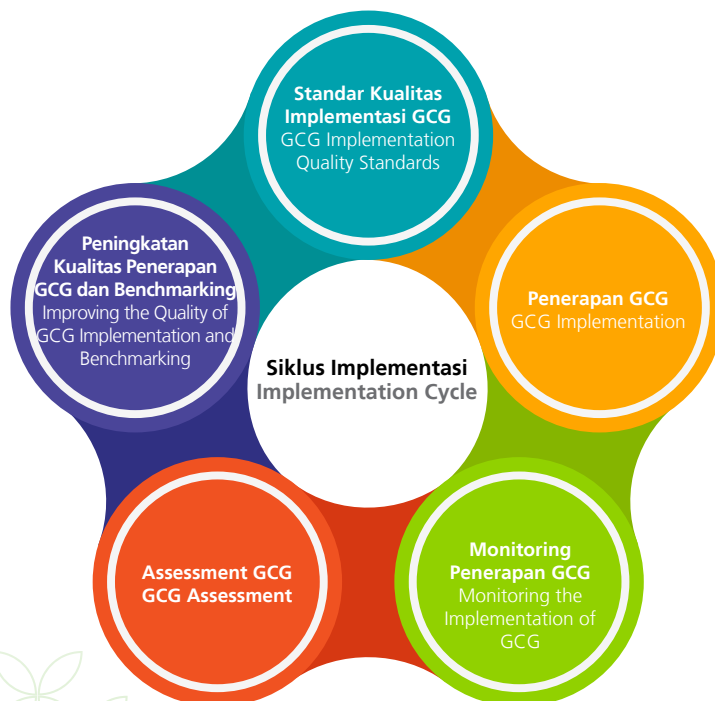 Standar Kualitas
Implementasi GCG
GCG Implementation
Quality Standards
Penerapan GCG
GCG Implementation
Monitoring
Penerapan GCG
Monitoring the
Implementation of
GCG
Assessment GCG
GCG Assessment
Peningkatan
Kualitas Penerapan
GCG dan Benchmarking
Improving the Quality of
GCG Implementation and
Benchmarking
Siklus Implementasi
Implementation Cycle